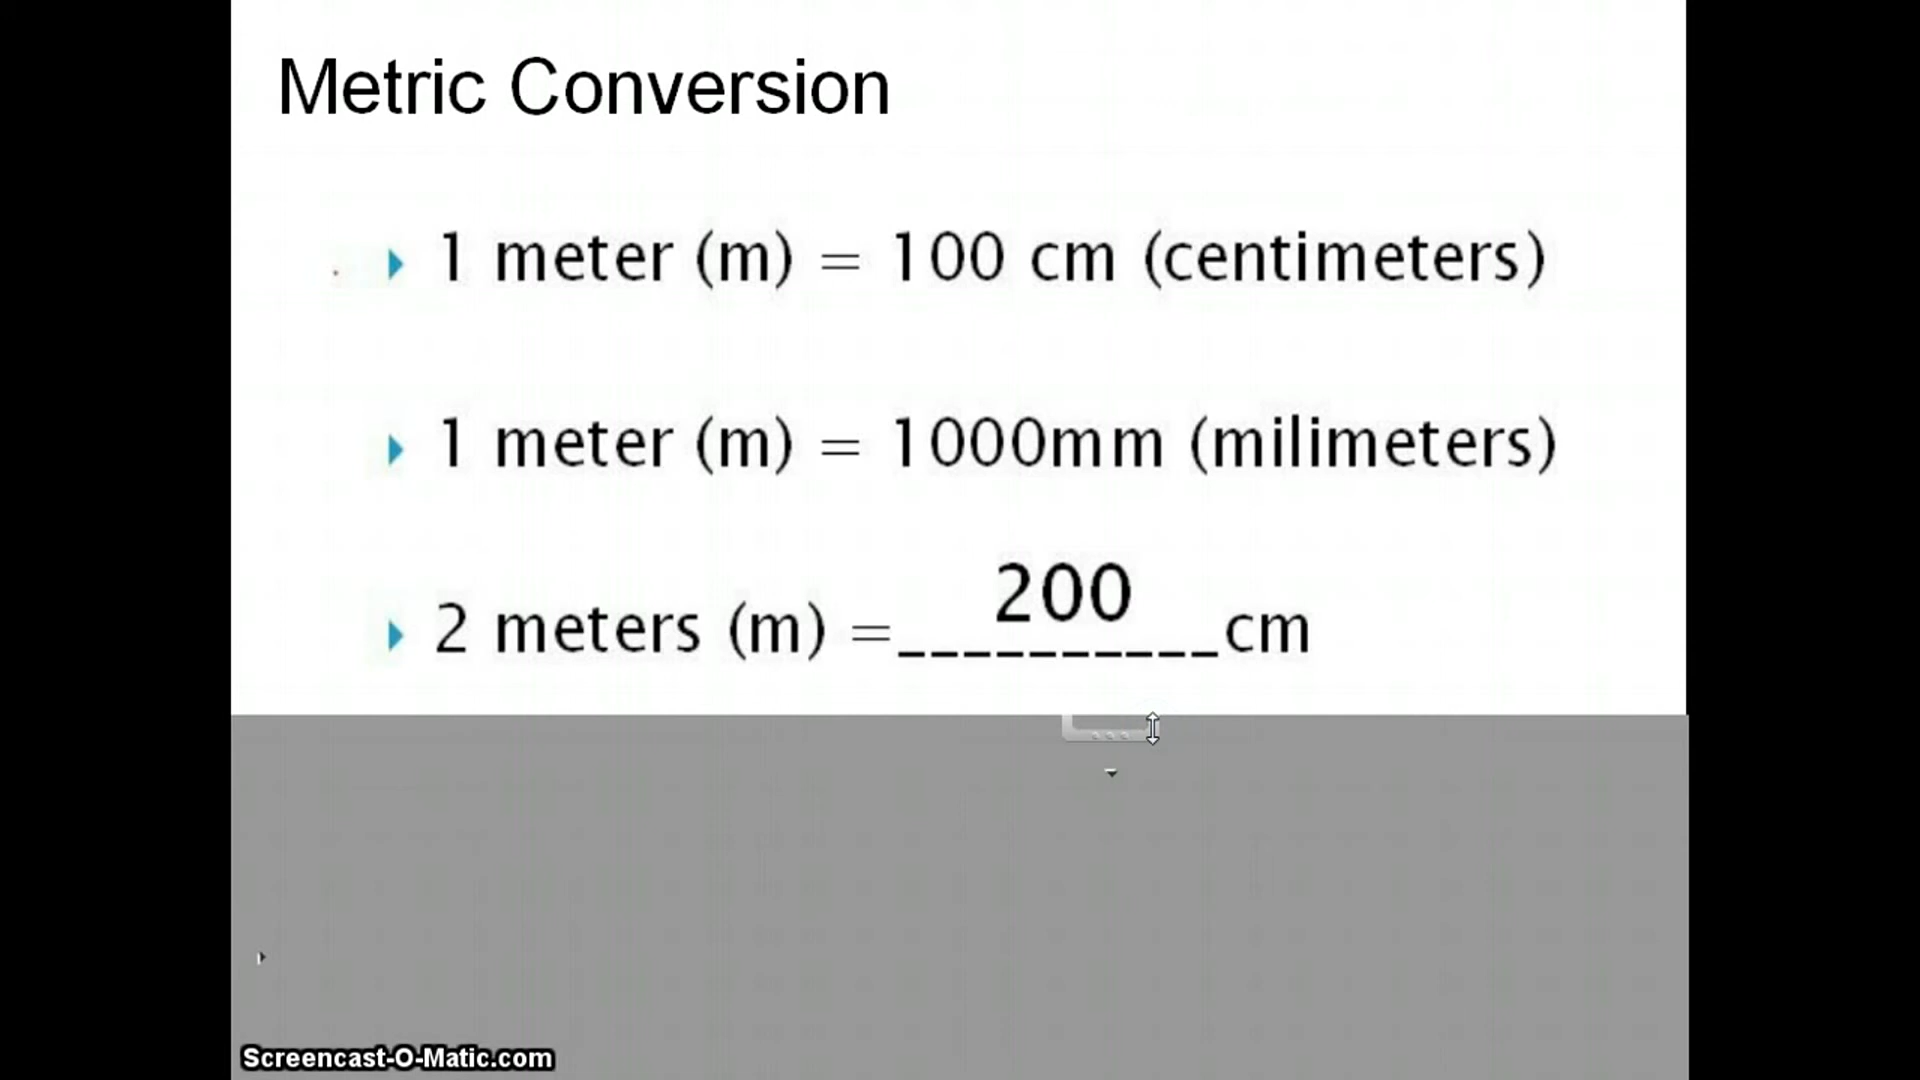 Metric Conversion
1 meter (m) = 100 cm (centimeters)
1 meter (m) = 1000mm (milimeters)
2 meters (m) =__________cm
200
Screencast-O-Matic.com